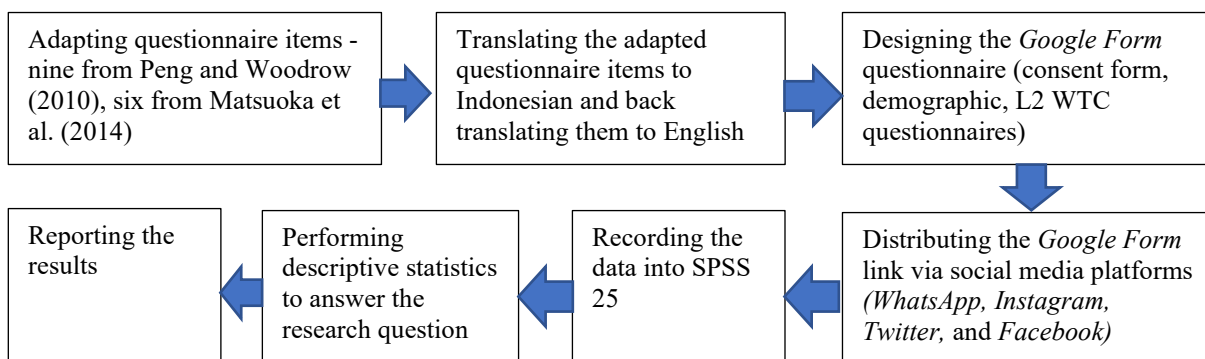 Adapting questionnaire items -
nine from Peng and Woodrow
(2010), six from Matsuoka et
al. (2014)
Translating the adapted
questionnaire items to
Indonesian and back
translating them to English
Designing the Google Form
questionnaire (consent form,
demographic, L2 WTC
questionnaires)
Distributing the Google Form
link via social media platforms
(WhatsApp, Instagram,
Twitter, and Facebook)
Recording the
data into SPSS
25
Performing
descriptive statistics
to answer the
research question
Reporting the
results